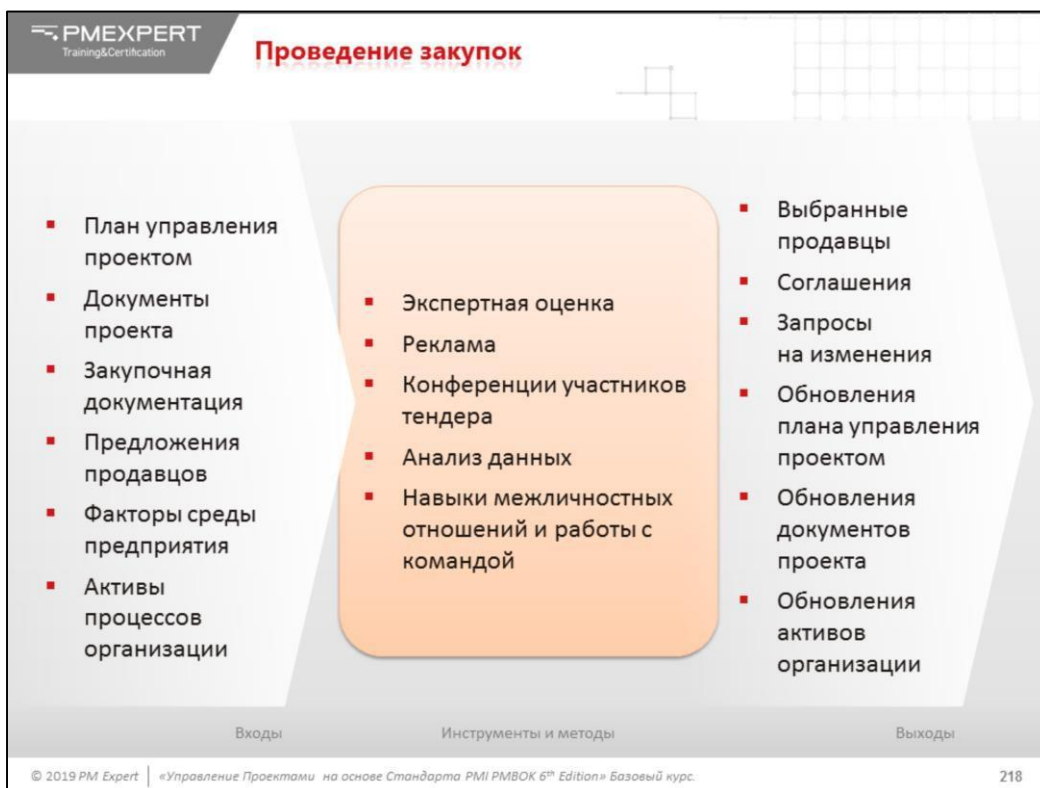 PMEXPERT
Training&Certification
Проведение закупок
План управления
проектом
Документы
проекта
Закупочная
документация
Предложения
продавцов
Факторы среды
предприятия
Активы
процессов
организации
Экспертная оценка
Реклама
Конференции участников
тендера
Анализ данных
Навыки межличностных
отношений и работы с
командой
Выбранные
продавцы
Соглашения
Запросы
на изменения
Обновления
плана управления
проектом
Обновления
документов
проекта
Обновления
активов
организации
Входы
Инструменты и методы
Выходы
© 2019 PM Expert | «Управление Проектами на основе Стандарта PMI PMBOK 6th Edition» Базовый курс.
218